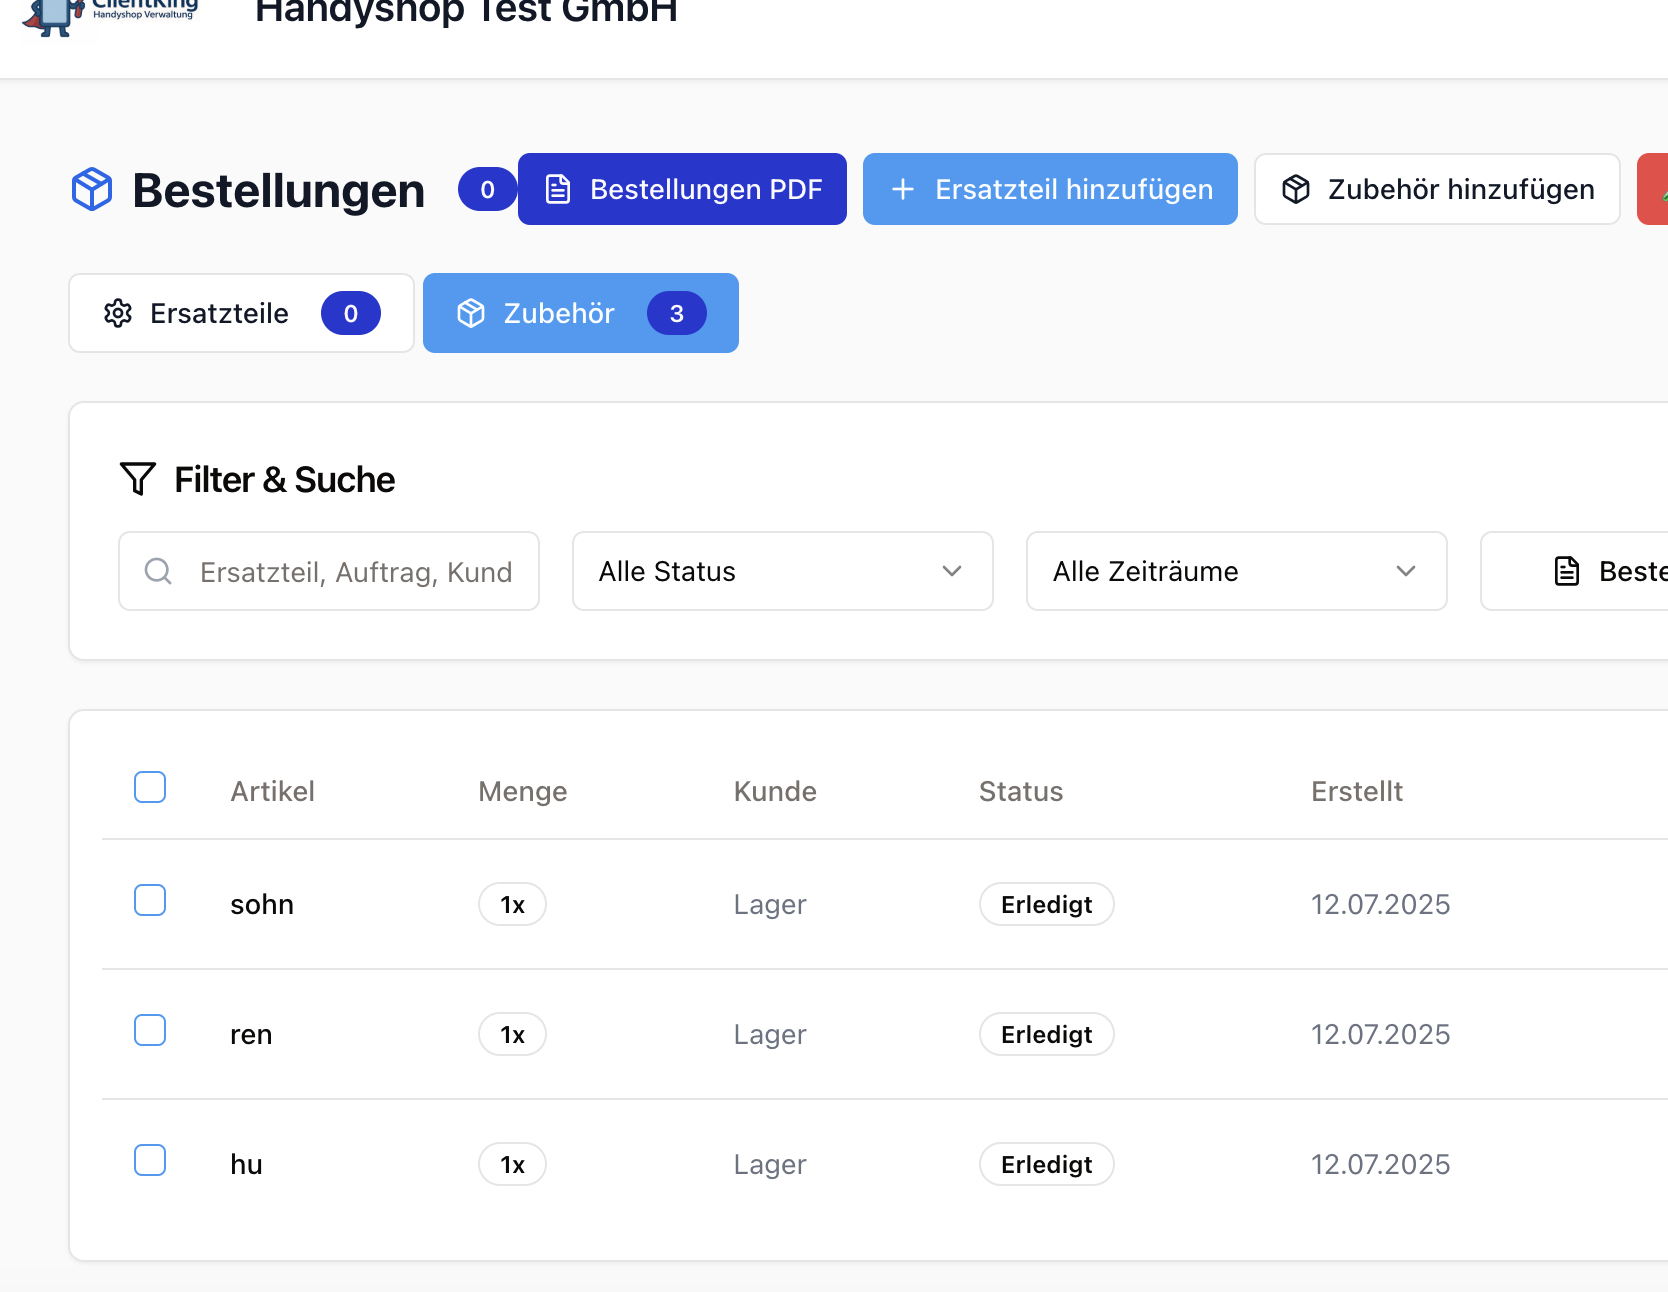 ClientKing
Handyshop Verwaltung
Handyshop Test GmbH
Bestellungen 0 Bestellungen PDF Ersatzteil hinzufügen Zubehör hinzufügen
Ersatzteile 0 Zubehör 3
Filter & Suche
Ersatzteil, Auftrag, Kund Alle Status Alle Zeiträume Beste
Artikel Menge Kunde Status Erstellt
sohn 1x Lager Erledigt 12.07.2025
ren 1x Lager Erledigt 12.07.2025
hu 1x Lager Erledigt 12.07.2025